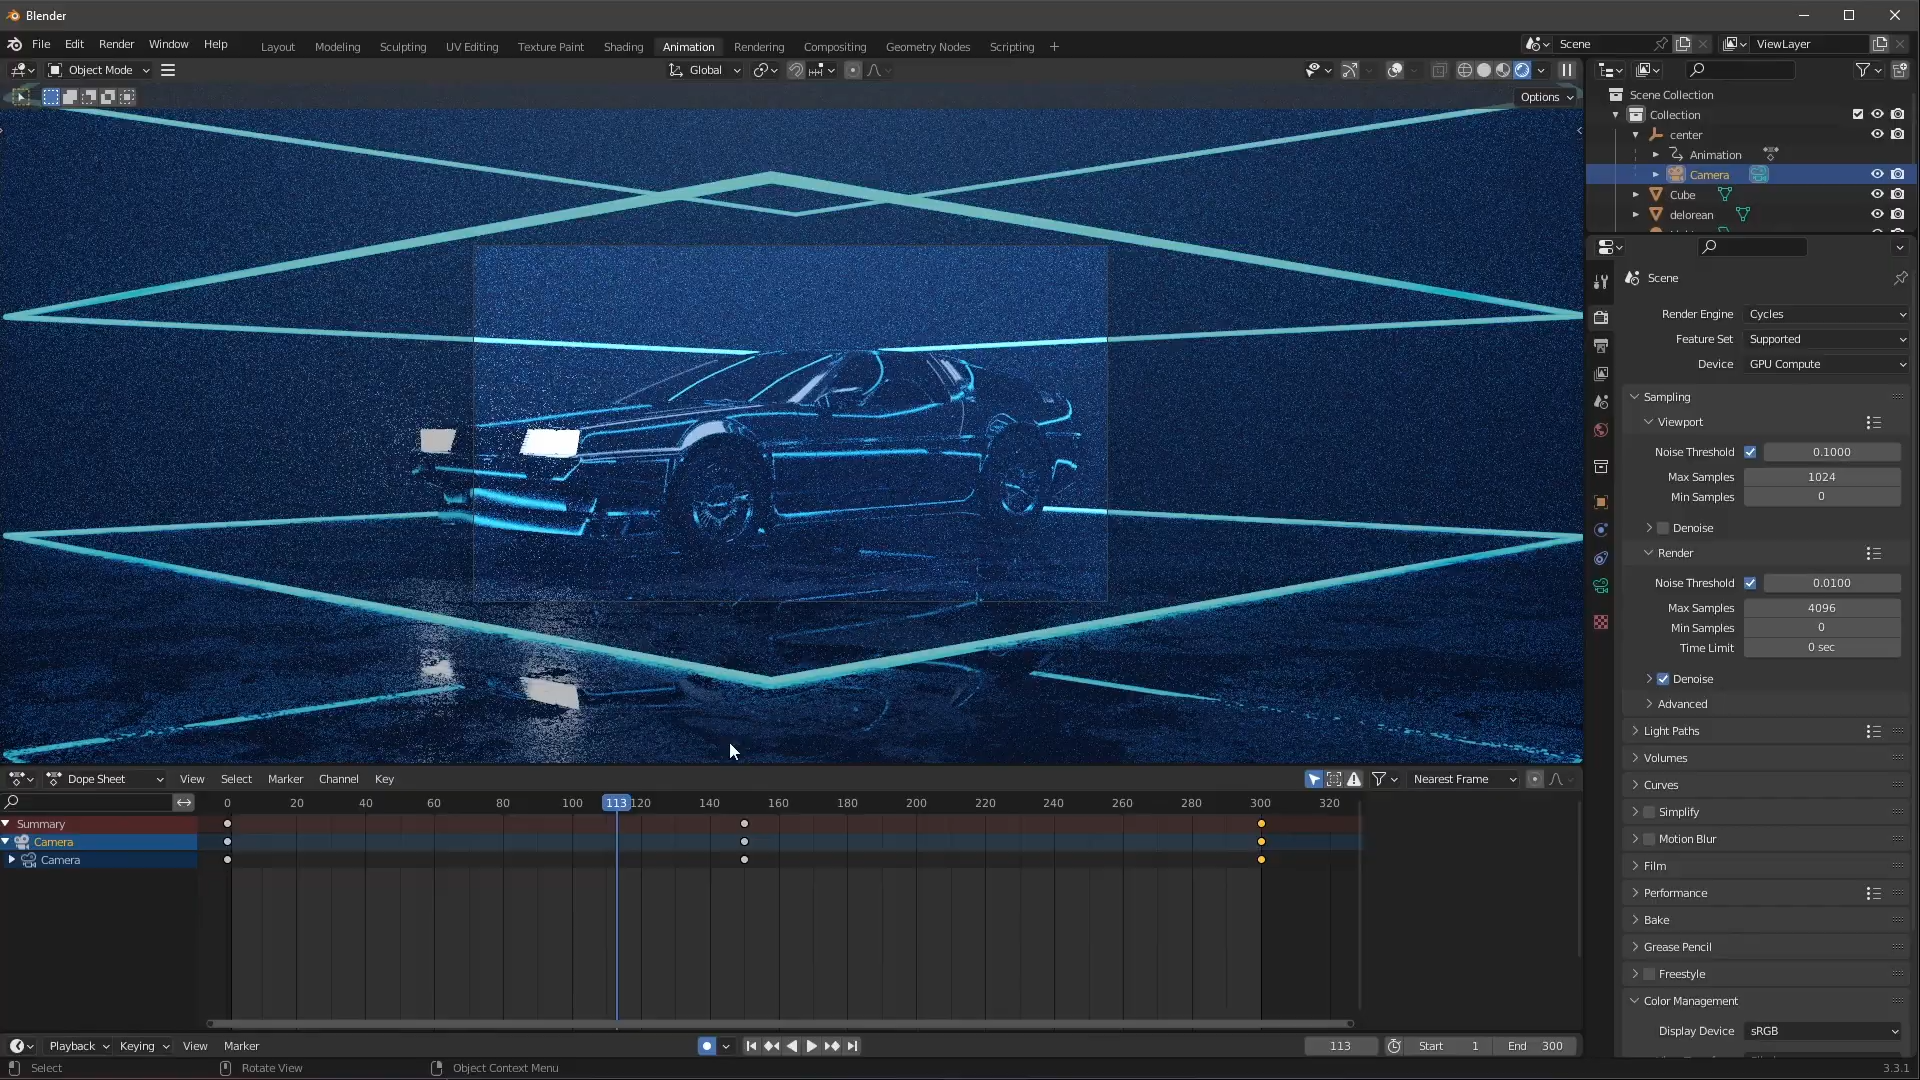 Blender
File Edit Render Window Help Layout Modeling Sculpting UV Editing Texture Paint Shading Animation Rendering Compositing Geometry Nodes Scripting + Scene ViewLayer
Object Mode Global
Options
Scene Collection
Collection
center
Animation
Camera
Cube
delorean
Scene
Render Engine Cycles
Feature Set Supported
Device GPU Compute
Sampling
Viewport
Noise Threshold 0.1000
Max Samples 1024
Min Samples 0
Denoise
Render
Noise Threshold 0.0100
Max Samples 4096
Min Samples 0
Time Limit 0 sec
Denoise
Advanced
Light Paths
Volumes
Curves
Simplify
Motion Blur
Film
Performance
Bake
Grease Pencil
Freestyle
Color Management
Display Device sRGB
Dope Sheet View Select Marker Channel Key Nearest Frame
0 20 40 60 80 100 113 120 140 160 180 200 220 240 260 280 300 320
Summary
Camera
Camera
Playback Keying View Marker 113 Start 1 End 300
Select Rotate View Object Context Menu 3.3.1